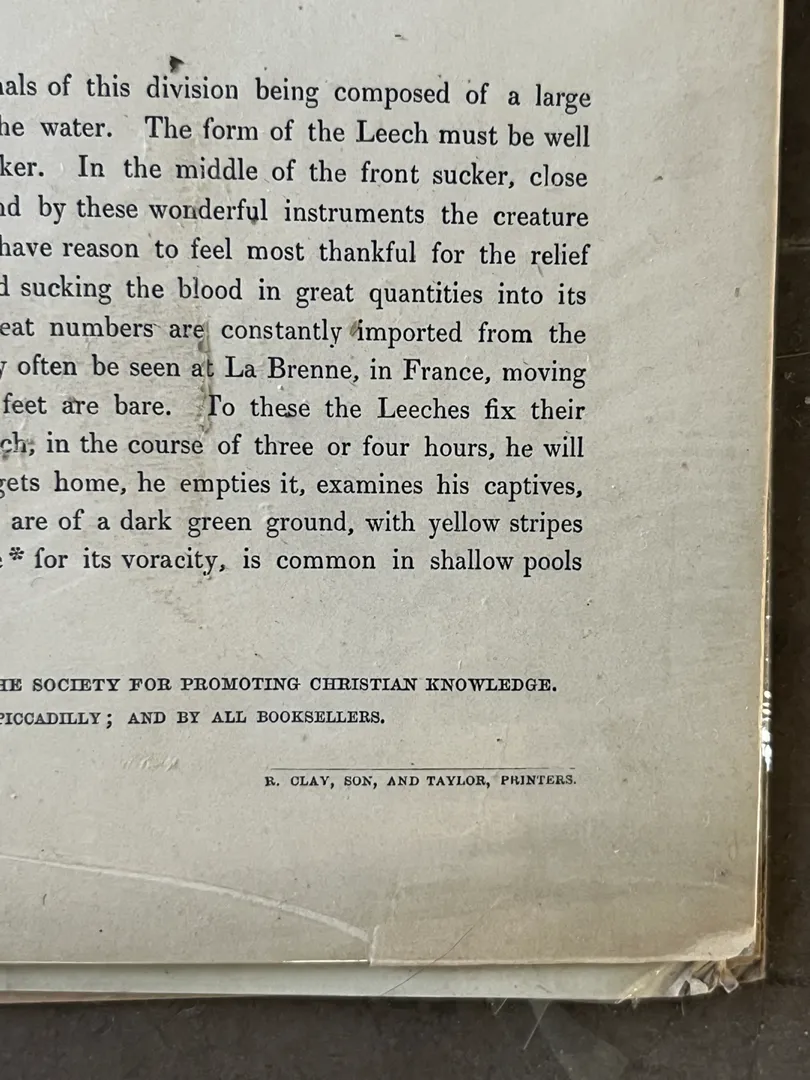 of this division being composed of a large
water. The form of the Leech must be well
In the middle of the front sucker, close
by these wonderful instruments the creature
have reason to feel most thankful for the relief
sucking the blood in great quantities into its
numbers are constantly imported from the
often be seen at La Brenne, in France, moving
feet are bare. To these the Leeches fix their
in the course of three or four hours, he will
gets home, he empties it, examines his captives,
are of a dark green ground, with yellow stripes
* for its voracity, is common in shallow pools
SOCIETY FOR PROMOTING CHRISTIAN KNOWLEDGE.
PICCADILLY; AND BY ALL BOOKSELLERS.
R. CLAY, SON, AND TAYLOR, PRINTERS.